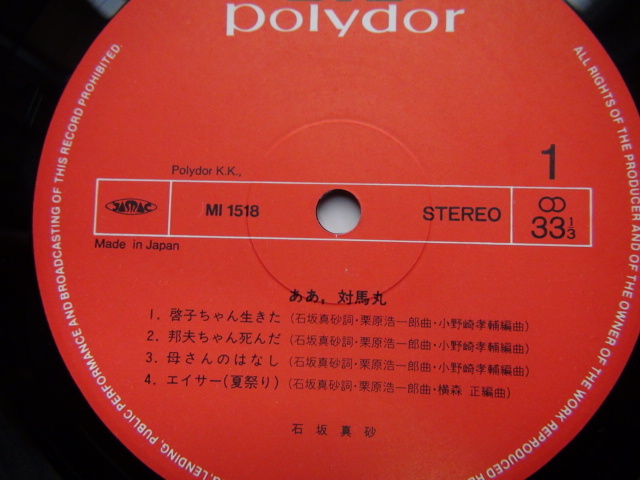 polydor
ALL RIGHTS OF THE PRODUCER AND OF THE OWNER OF THE WORK REPRODUCED
LENDING, PUBLIC PERFORMANCE AND BROADCASTING OF THIS RECORD PROHIBITED.
1
Polydor K.K.,
JASRAC
MI 1518
STEREO
33 1/3
Made in Japan
ああ，対馬丸
1. 啓子ちゃん生きた(石坂真砂詞・栗原浩一郎曲・小野崎孝輔編曲)
2. 邦夫ちゃん死んだ(石坂真砂詞・栗原浩一郎曲・小野崎孝輔編曲)
3. 母さんのはなし(石坂真砂詞・栗原浩一郎曲・小野崎孝輔編曲)
4. エイサー(夏祭り)(石坂真砂詞・栗原浩一郎曲・横森 正編曲)
石坂真砂